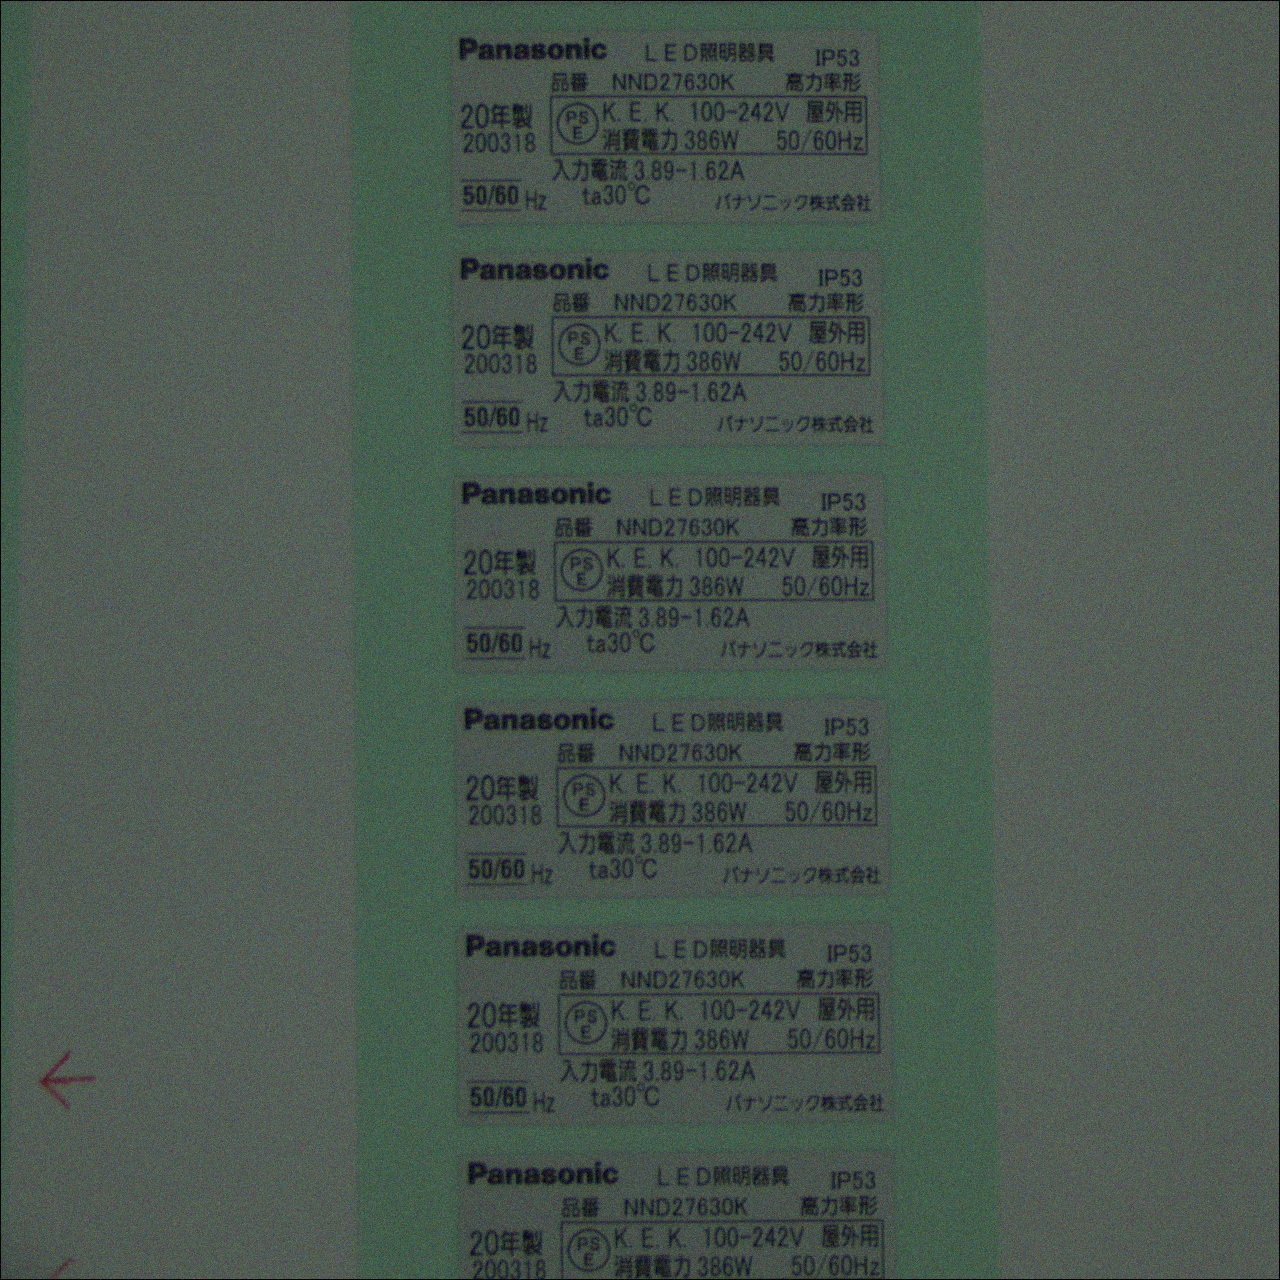 Panasonic LED照明器具 IP53
品番 NND27630K 高力率形
20年製 PSE K.E.K. 100-242V 屋外用
200318 消費電力 386W 50/60Hz
入力電流 3.89-1.62A
50/60 Hz ta30℃ パナソニック株式会社
Panasonic LED照明器具 IP53
品番 NND27630K 高力率形
20年製 PSE K.E.K. 100-242V 屋外用
200318 消費電力 386W 50/60Hz
入力電流 3.89-1.62A
50/60 Hz ta30℃ パナソニック株式会社
Panasonic LED照明器具 IP53
品番 NND27630K 高力率形
20年製 PSE K.E.K. 100-242V 屋外用
200318 消費電力 386W 50/60Hz
入力電流 3.89-1.62A
50/60 Hz ta30℃ パナソニック株式会社
Panasonic LED照明器具 IP53
品番 NND27630K 高力率形
20年製 PSE K.E.K. 100-242V 屋外用
200318 消費電力 386W 50/60Hz
入力電流 3.89-1.62A
50/60 Hz ta30℃ パナソニック株式会社
Panasonic LED照明器具 IP53
品番 NND27630K 高力率形
20年製 PSE K.E.K. 100-242V 屋外用
200318 消費電力 386W 50/60Hz
入力電流 3.89-1.62A
50/60 Hz ta30℃ パナソニック株式会社
Panasonic LED照明器具 IP53
品番 NND27630K 高力率形
20年製 PSE K.E.K. 100-242V 屋外用
200318 消費電力 386W 50/60Hz